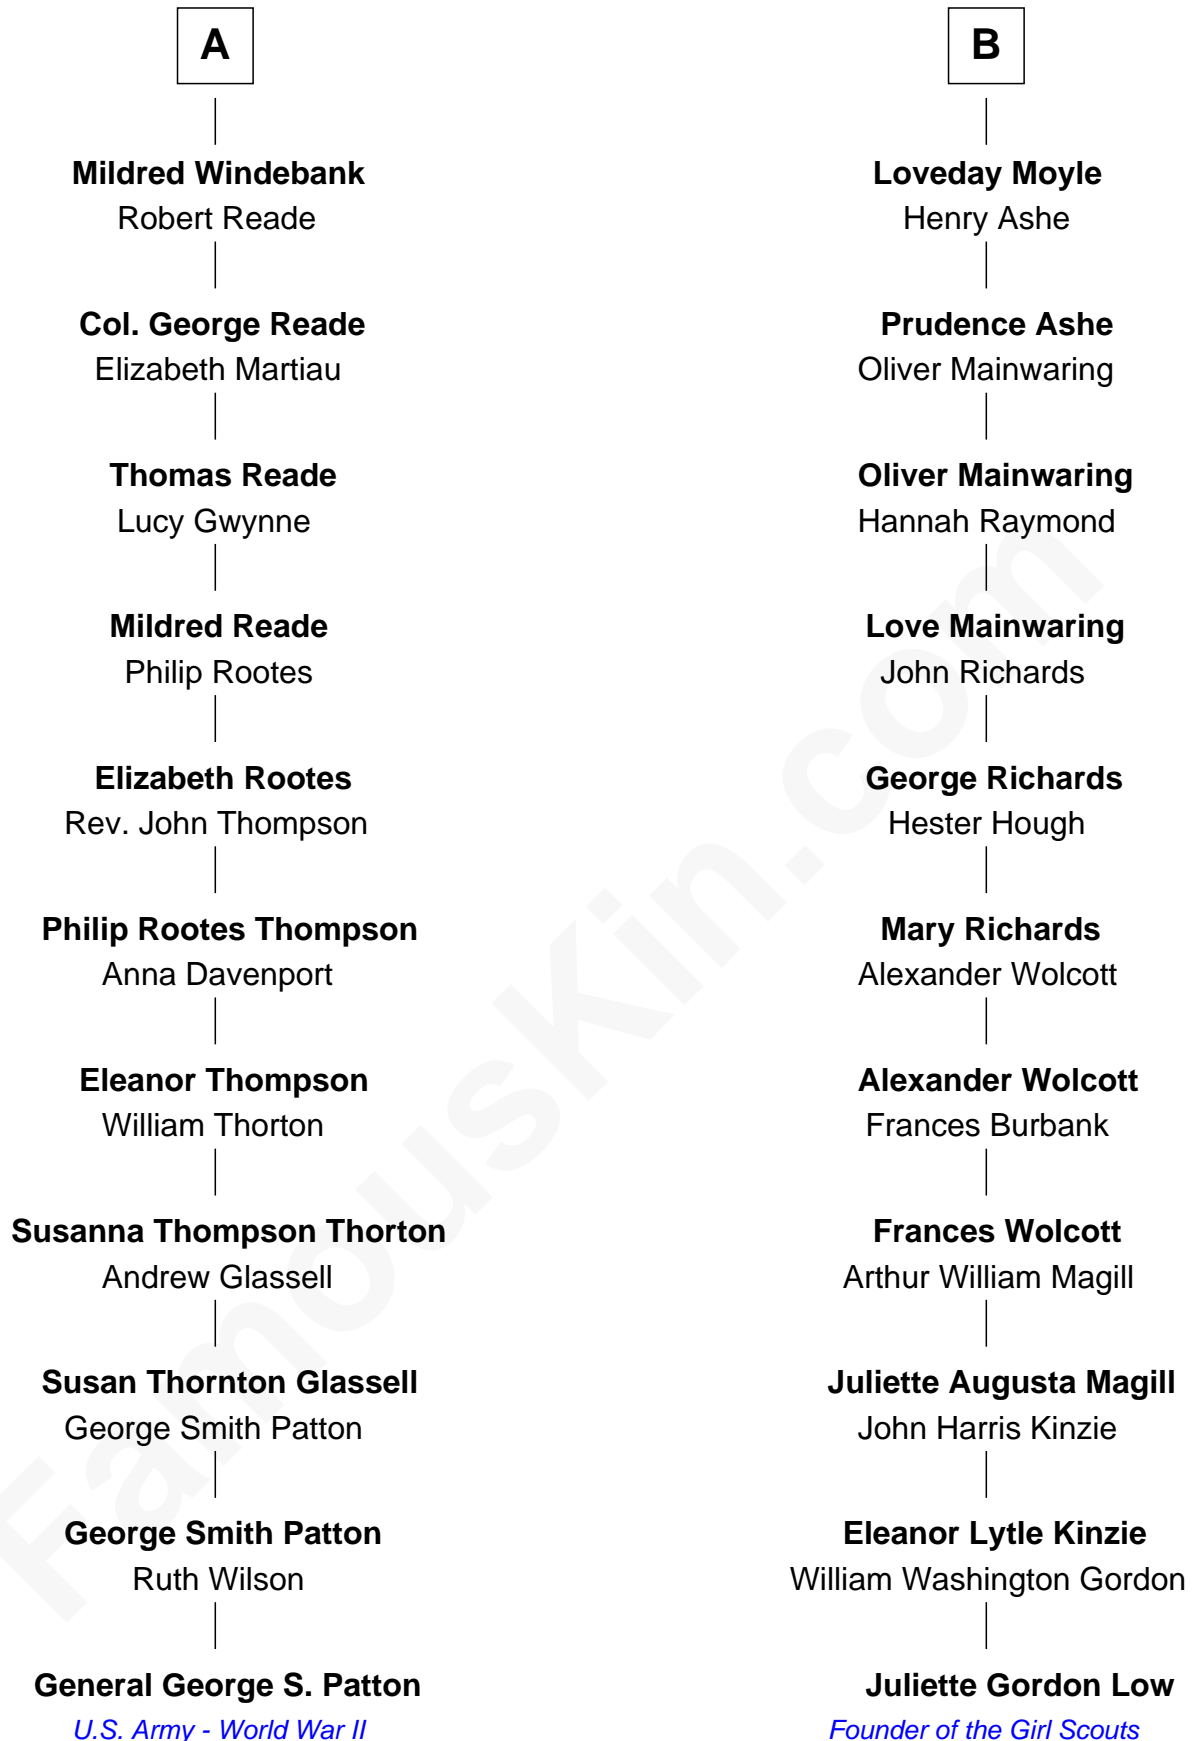 A
Mildred Windebank
Robert Reade
Col. George Reade
Elizabeth Martiau
Thomas Reade
Lucy Gwynne
Mildred Reade
Philip Rootes
Elizabeth Rootes
Rev. John Thompson
Philip Rootes Thompson
Anna Davenport
Eleanor Thompson
William Thorton
Susanna Thompson Thorton
Andrew Glassell
Susan Thornton Glassell
George Smith Patton
George Smith Patton
Ruth Wilson
General George S. Patton
U.S. Army - World War II
B
Loveday Moyle
Henry Ashe
Prudence Ashe
Oliver Mainwaring
Oliver Mainwaring
Hannah Raymond
Love Mainwaring
John Richards
George Richards
Hester Hough
Mary Richards
Alexander Wolcott
Alexander Wolcott
Frances Burbank
Frances Wolcott
Arthur William Magill
Juliette Augusta Magill
John Harris Kinzie
Eleanor Lytle Kinzie
William Washington Gordon
Juliette Gordon Low
Founder of the Girl Scouts
FamousKin.com